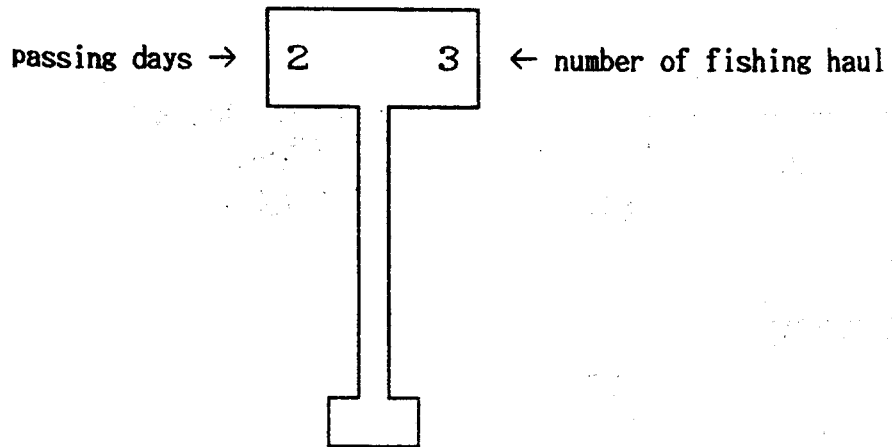 passing days → 2 3 ← number of fishing haul